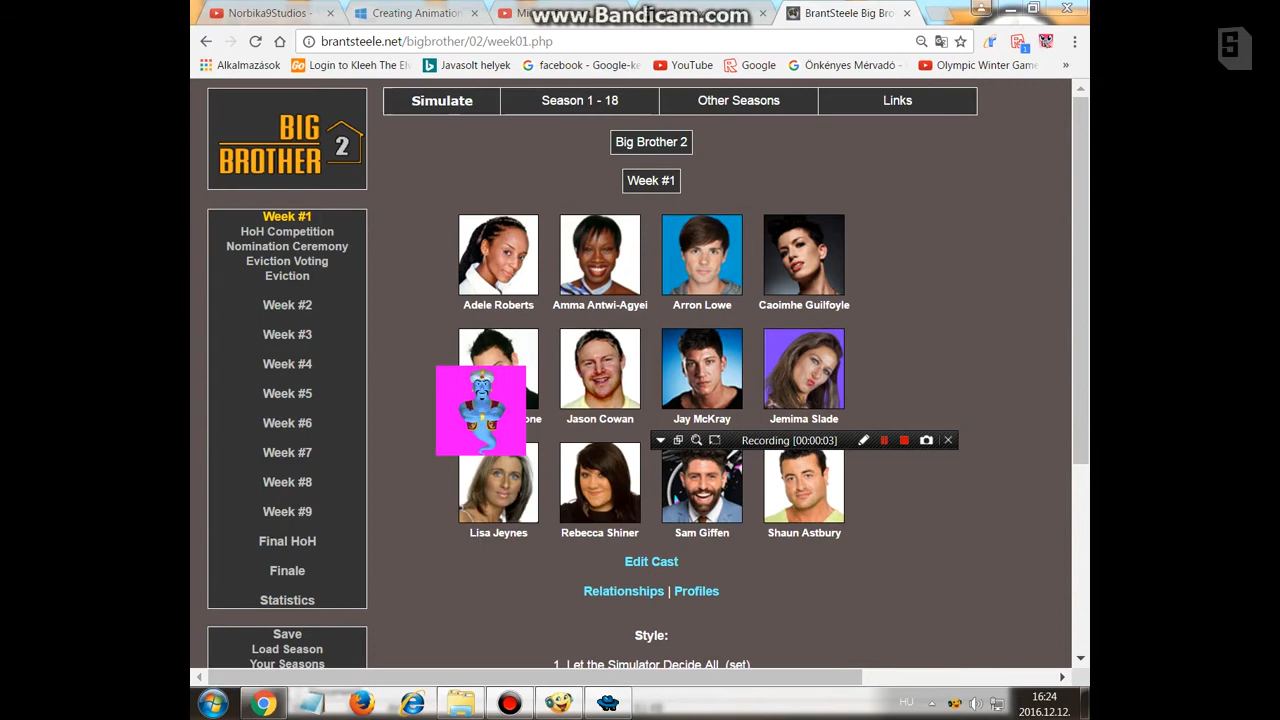 www.Bandicam.com
Norbika9Studios
Creating Animation
BrantSteele Big Bro
brantsteele.net/bigbrother/02/week01.php
Alkalmazások
Login to Kleeh The El
Javasolt helyek
facebook - Google-ke
YouTube
Google
Önkényes Mérvadó -
Olympic Winter Game
BIG
BROTHER 2
Simulate
Season 1 - 18
Other Seasons
Links
Big Brother 2
Week #1
Week #1
HoH Competition
Nomination Ceremony
Eviction Voting
Eviction
Week #2
Week #3
Week #4
Week #5
Week #6
Week #7
Week #8
Week #9
Final HoH
Finale
Statistics
Save
Load Season
Your Seasons
Adele Roberts
Amma Antwi-Agyei
Arron Lowe
Caoimhe Guilfoyle
Jason Cowan
Jay McKray
Jemima Slade
Recording [00:00:03]
Lisa Jeynes
Rebecca Shiner
Sam Giffen
Shaun Astbury
Edit Cast
Relationships | Profiles
Style:
1. Let the Simulator Decide All. (set)
HU
16:24
2016.12.12.